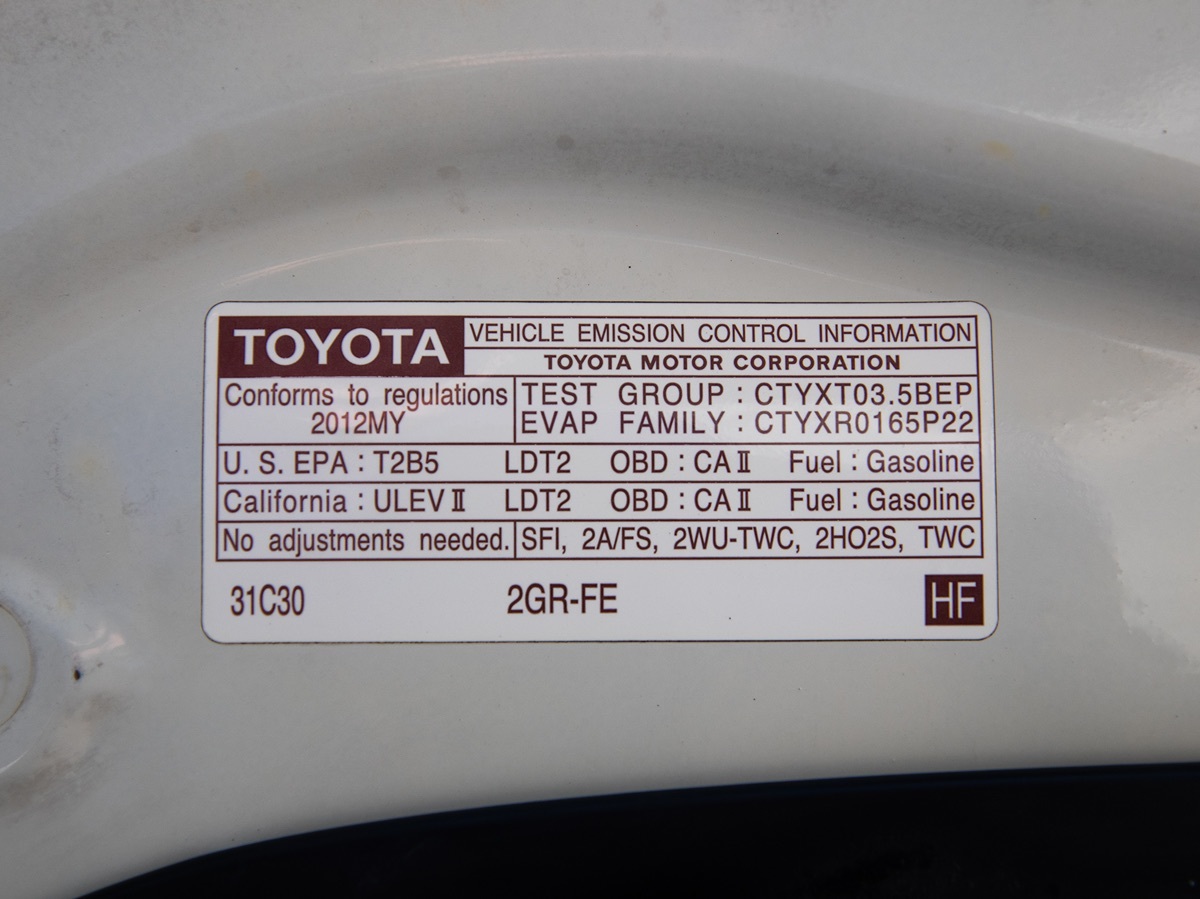 TOYOTA VEHICLE EMISSION CONTROL INFORMATION
TOYOTA MOTOR CORPORATION
Conforms to regulations
2012MY
TEST GROUP : CTYXT03.5BEP
EVAP FAMILY : CTYXR0165P22
U. S. EPA : T2B5 LDT2 OBD : CA II Fuel : Gasoline
California : ULEV II LDT2 OBD : CA II Fuel : Gasoline
No adjustments needed. SFI, 2A/FS, 2WU-TWC, 2HO2S, TWC
31C30 2GR-FE HF